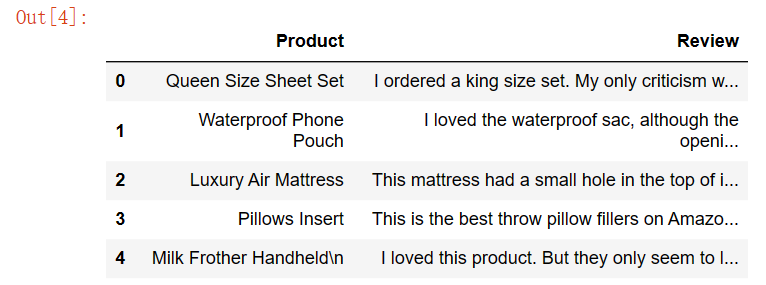 Out[4]:
Product Review
0 Queen Size Sheet Set I ordered a king size set. My only criticism w...
1 Waterproof Phone Pouch I loved the waterproof sac, although the openi...
2 Luxury Air Mattress This mattress had a small hole in the top of i...
3 Pillows Insert This is the best throw pillow fillers on Amazo...
4 Milk Frother Handheld\n I loved this product. But they only seem to l...